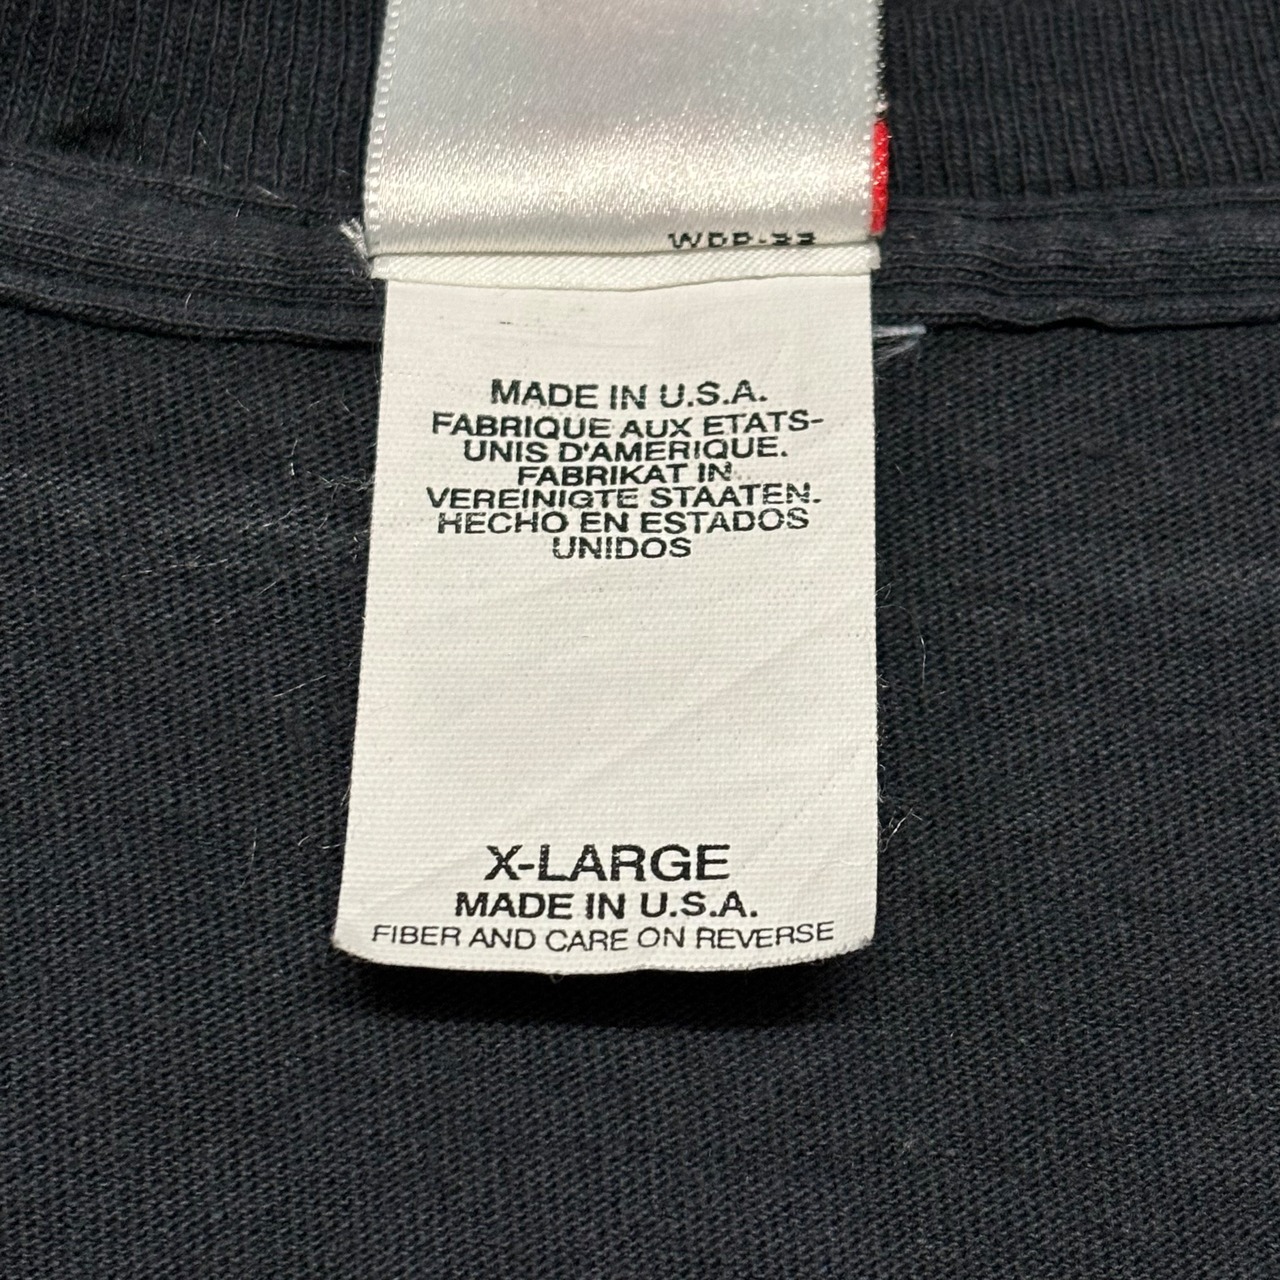 MADE IN U.S.A.
FABRIQUE AUX ETATS-
UNIS D'AMERIQUE.
FABRIKAT IN
VEREINIGTE STAATEN.
HECHO EN ESTADOS
UNIDOS
X-LARGE
MADE IN U.S.A.
FIBER AND CARE ON REVERSE